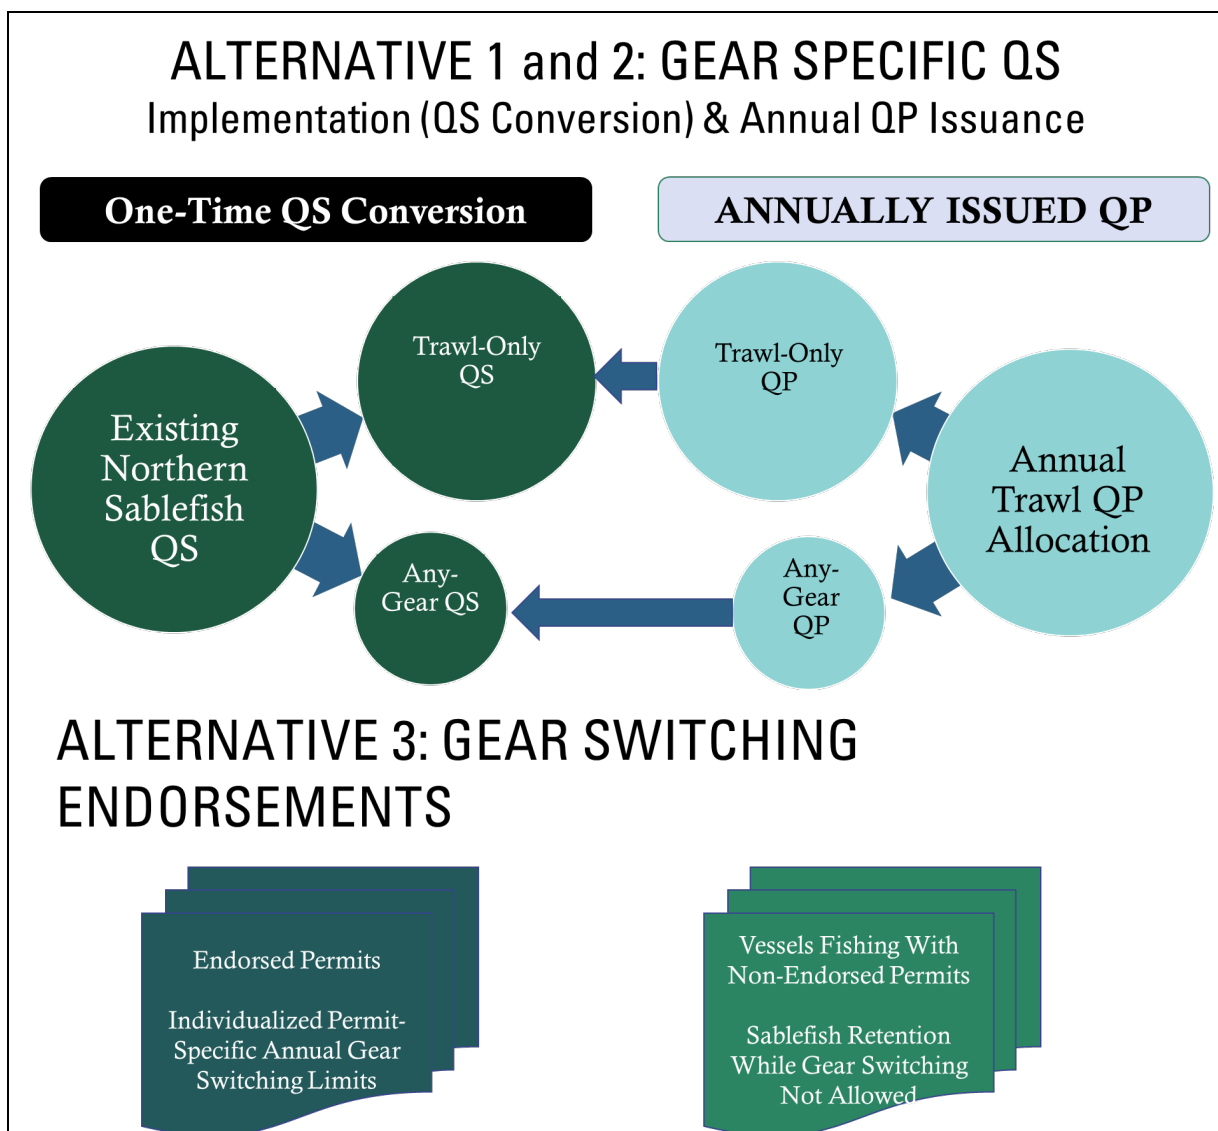 ALTERNATIVE 1 and 2: GEAR SPECIFIC QS
Implementation (QS Conversion) & Annual QP Issuance
One-Time QS Conversion
ANNUALLY ISSUED QP
Existing
Northern
Sablefish
QS
Trawl-Only
QS
Any-
Gear QS
Trawl-Only
QP
Any-
Gear
QP
Annual
Trawl QP
Allocation
ALTERNATIVE 3: GEAR SWITCHING
ENDORSEMENTS
Endorsed Permits
Individualized Permit-
Specific Annual Gear
Switching Limits
Vessels Fishing With
Non-Endorsed Permits
Sablefish Retention
While Gear Switching
Not Allowed